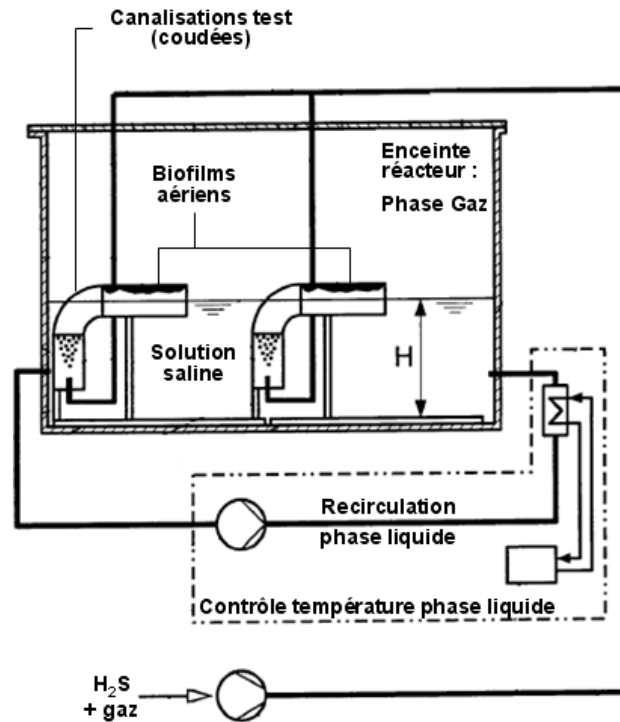 Canalisations test
(coudées)
Enceinte
réacteur :
Phase Gaz
Biofilms
aériens
Solution
saline
H
Recirculation
phase liquide
Contrôle température phase liquide
H₂S
+ gaz